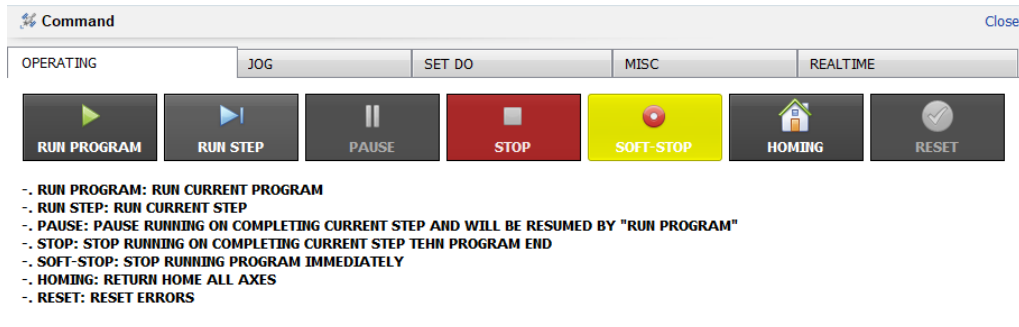 Command
Close
OPERATING JOG SET DO MISC REALTIME
RUN PROGRAM RUN STEP PAUSE STOP SOFT-STOP HOMING RESET
-. RUN PROGRAM: RUN CURRENT PROGRAM
-. RUN STEP: RUN CURRENT STEP
-. PAUSE: PAUSE RUNNING ON COMPLETING CURRENT STEP AND WILL BE RESUMED BY "RUN PROGRAM"
-. STOP: STOP RUNNING ON COMPLETING CURRENT STEP TEHN PROGRAM END
-. SOFT-STOP: STOP RUNNING PROGRAM IMMEDIATELY
-. HOMING: RETURN HOME ALL AXES
-. RESET: RESET ERRORS